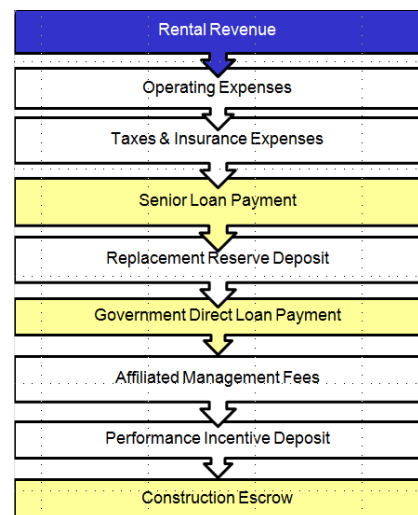 Rental Revenue
Operating Expenses
Taxes & Insurance Expenses
Senior Loan Payment
Replacement Reserve Deposit
Government Direct Loan Payment
Affiliated Management Fees
Performance Incentive Deposit
Construction Escrow